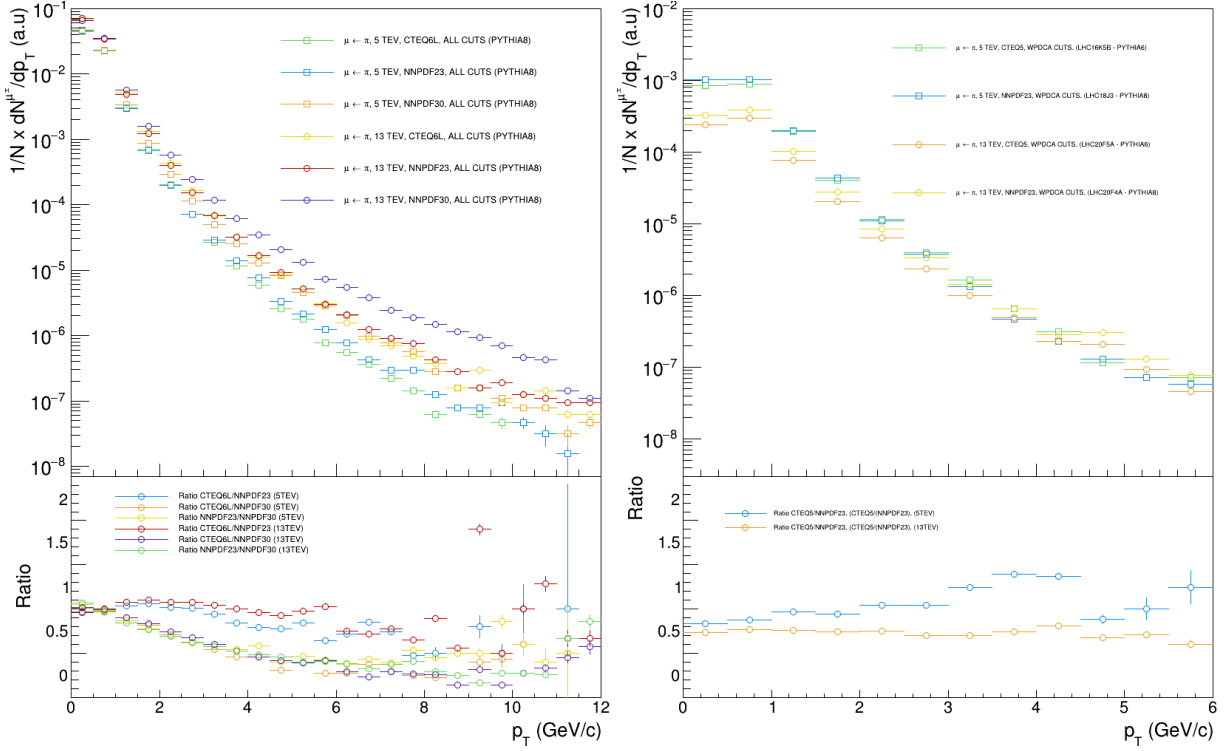 1/N x dN^μ^±/dp_T (a.u)
10⁻¹
10⁻²
10⁻³
10⁻⁴
10⁻⁵
10⁻⁶
10⁻⁷
10⁻⁸
μ ← π, 5 TEV, CTEQ6L, ALL CUTS (PYTHIA8)
μ ← π, 5 TEV, NNPDF23, ALL CUTS (PYTHIA8)
μ ← π, 5 TEV, NNPDF30, ALL CUTS (PYTHIA8)
μ ← π, 13 TEV, CTEQ6L, ALL CUTS (PYTHIA8)
μ ← π, 13 TEV, NNPDF23, ALL CUTS (PYTHIA8)
μ ← π, 13 TEV, NNPDF30, ALL CUTS (PYTHIA8)
Ratio
2
1.5
1
0.5
0
Ratio CTEQ6L/NNPDF23 (5TEV)
Ratio CTEQ6L/NNPDF30 (5TEV)
Ratio NNPDF23/NNPDF30 (5TEV)
Ratio CTEQ6L/NNPDF23 (13TEV)
Ratio CTEQ6L/NNPDF30 (13TEV)
Ratio NNPDF23/NNPDF30 (13TEV)
0 2 4 6 8 10 12
p_T (GeV/c)
1/N x dN^μ^±/dp_T (a.u)
10⁻²
10⁻³
10⁻⁴
10⁻⁵
10⁻⁶
10⁻⁷
10⁻⁸
μ ← π, 5 TEV, CTEQ5, WPDCA CUTS. (LHC16K5B - PYTHIA6)
μ ← π, 5 TEV, NNPDF23, WPDCA CUTS. (LHC18J3 - PYTHIA8)
μ ← π, 13 TEV, CTEQ5, WPDCA CUTS. (LHC20F5A - PYTHIA6)
μ ← π, 13 TEV, NNPDF23, WPDCA CUTS. (LHC20F4A - PYTHIA8)
Ratio
2
1.5
1
0.5
0
Ratio CTEQ5/NNPDF23, (CTEQ5/(NNPDF23), (5TEV)
Ratio CTEQ5/NNPDF23, (CTEQ5/(NNPDF23), (13TEV)
0 1 2 3 4 5 6
p_T (GeV/c)